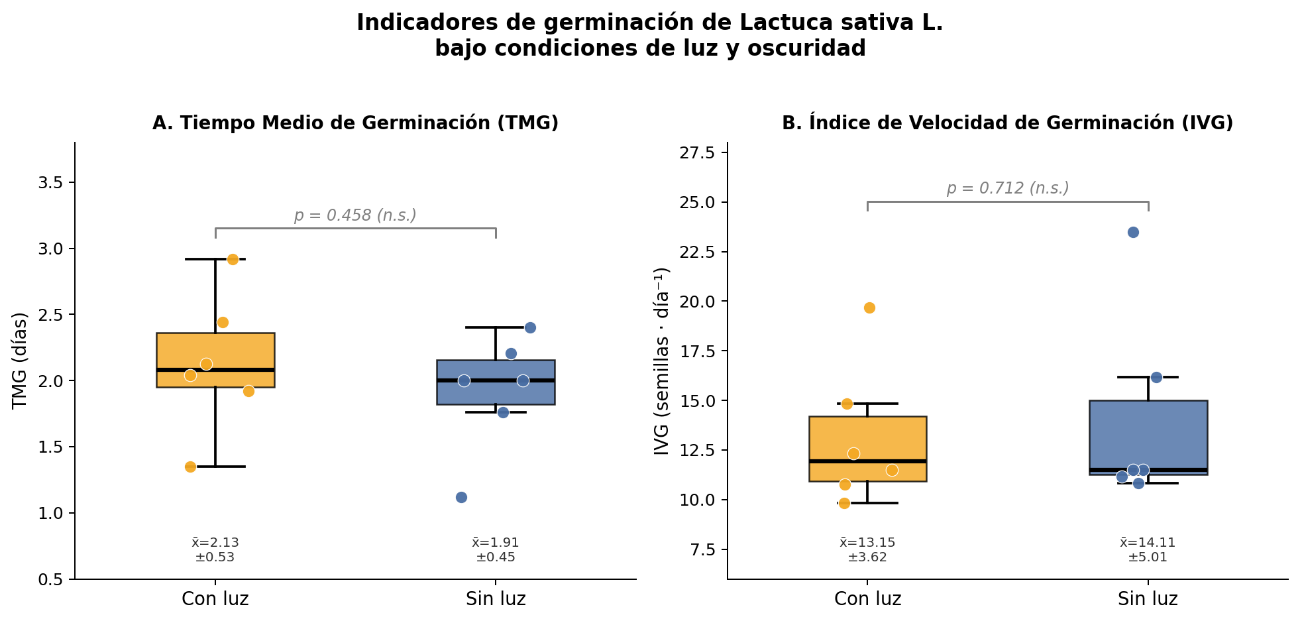 Indicadores de germinación de Lactuca sativa L.
bajo condiciones de luz y oscuridad
A. Tiempo Medio de Germinación (TMG)
TMG (días)
3.5
3.0
2.5
2.0
1.5
1.0
0.5
p = 0.458 (n.s.)
x̄=2.13
±0.53
x̄=1.91
±0.45
Con luz
Sin luz
B. Índice de Velocidad de Germinación (IVG)
IVG (semillas · día⁻¹)
27.5
25.0
22.5
20.0
17.5
15.0
12.5
10.0
7.5
p = 0.712 (n.s.)
x̄=13.15
±3.62
x̄=14.11
±5.01
Con luz
Sin luz